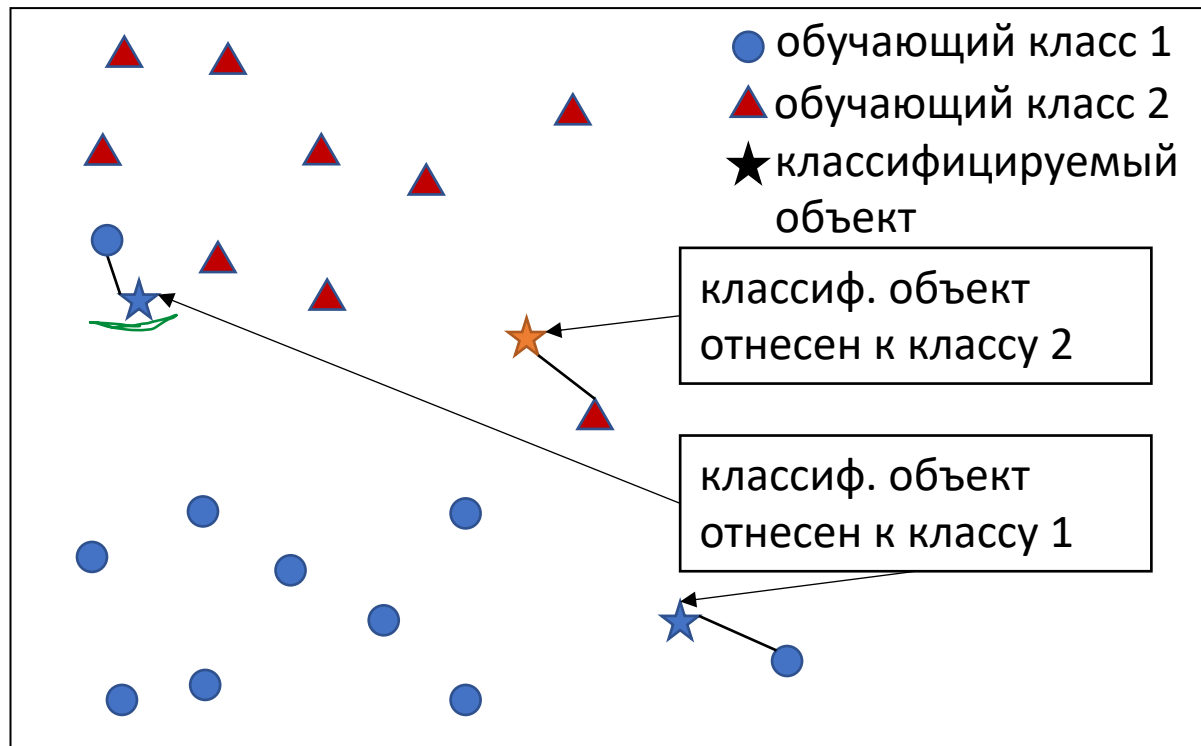 обучающий класс 1
обучающий класс 2
классифицируемый
объект
классиф. объект
отнесен к классу 2
классиф. объект
отнесен к классу 1